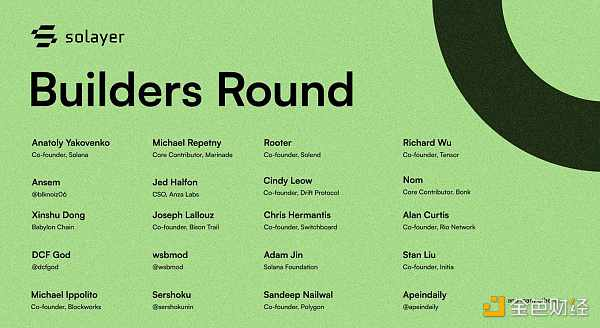 solayer
Builders Round
Anatoly Yakovenko
Co-founder, Solana
Michael Repetny
Core Contributor, Marinade
Rooter
Co-founder, Solend
Richard Wu
Co-founder, Tensor
Ansem
@blknoiz06
Jed Halfon
CSO, Anza Labs
Cindy Leow
Co-founder, Drift Protocol
Nom
Core Contributor, Bonk
Xinshu Dong
Babylon Chain
Joseph Lallouz
Co-founder, Bison Trail
Chris Hermantis
Co-founder, Switchboard
Alan Curtis
Co-founder, Rio Network
DCF God
@dcfgod
wsbmod
@wsbmod
Adam Jin
Solana Foundation
Stan Liu
Co-founder, Initia
Michael Ippolito
Co-founder, Blockworks
Sershoku
@sershokunin
Sandeep Nailwal
Co-founder, Polygon
Apeindaily
@apeindaily
金色财经